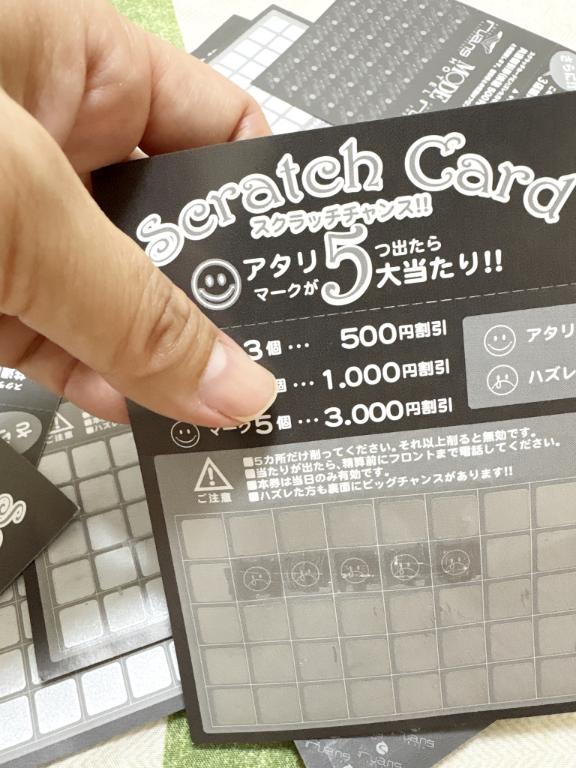 Scratch Card
スクラッチチャンス!!
アタリ
マークが
5
つ出たら
大当たり!!
3個… 500円割引
個… 1.000円割引
マーク5個… 3.000円割引
アタリ
ハズレ
ご注意
■5カ所だけ削ってください。それ以上削ると無効です。
■当たりが出たら、精算前にフロントまで電話してください。
■本券は当日のみ有効です。
■ハズレた方も裏面にビッグチャンスがあります!!
MODE
HOTEL
さらに